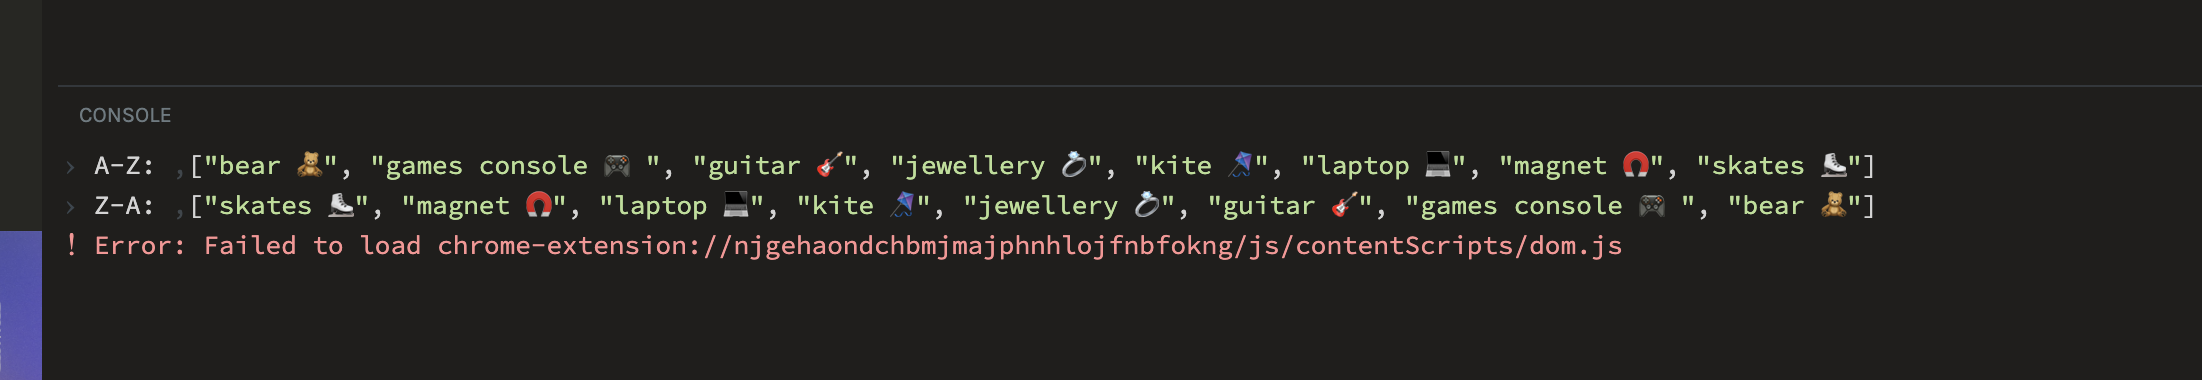 CONSOLE
› A-Z: ,["bear 🧸", "games console 🎮 ", "guitar 🎸", "jewellery 💍", "kite 🪁", "laptop 💻", "magnet 🧲", "skates ⛸"]
› Z-A: ,["skates ⛸", "magnet 🧲", "laptop 💻", "kite 🪁", "jewellery 💍", "guitar 🎸", "games console 🎮 ", "bear 🧸"]
! Error: Failed to load chrome-extension://njgehaondchbmjmajphnhlojfnbfokng/js/contentScripts/dom.js